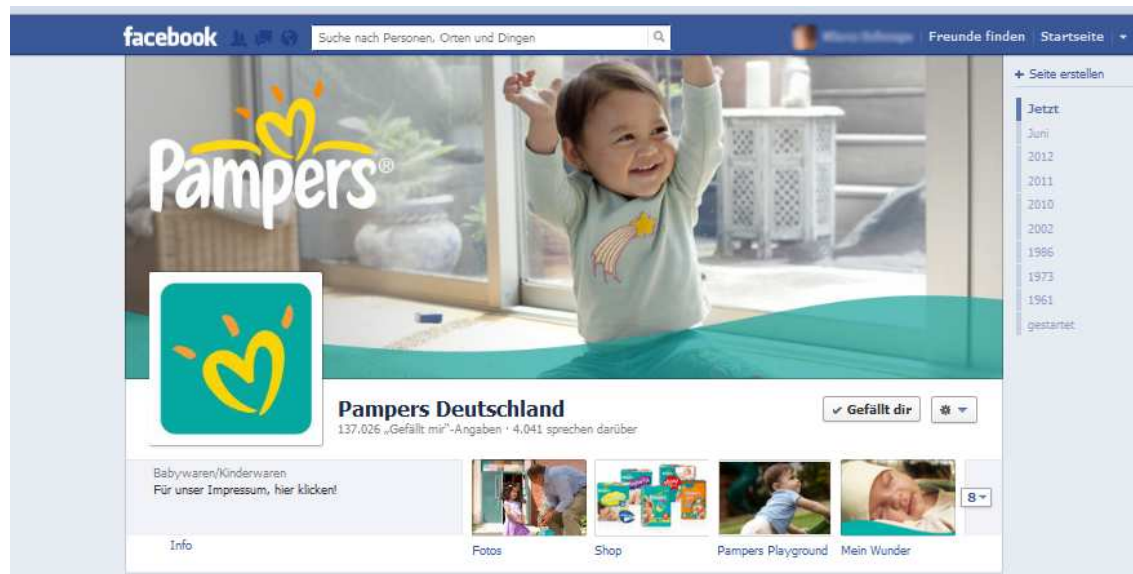 facebook
Suche nach Personen, Orten und Dingen
Freunde finden
Startseite
+ Seite erstellen
Jetzt
Juni
2012
2011
2010
2002
1986
1973
1961
gestartet
Pampers®
Pampers Deutschland
137.026 „Gefällt mir“-Angaben · 4.041 sprechen darüber
✓ Gefällt dir
Babywaren/Kinderwaren
Für unser Impressum, hier klicken!
8
Info
Fotos
Shop
Pampers Playground
Mein Wunder